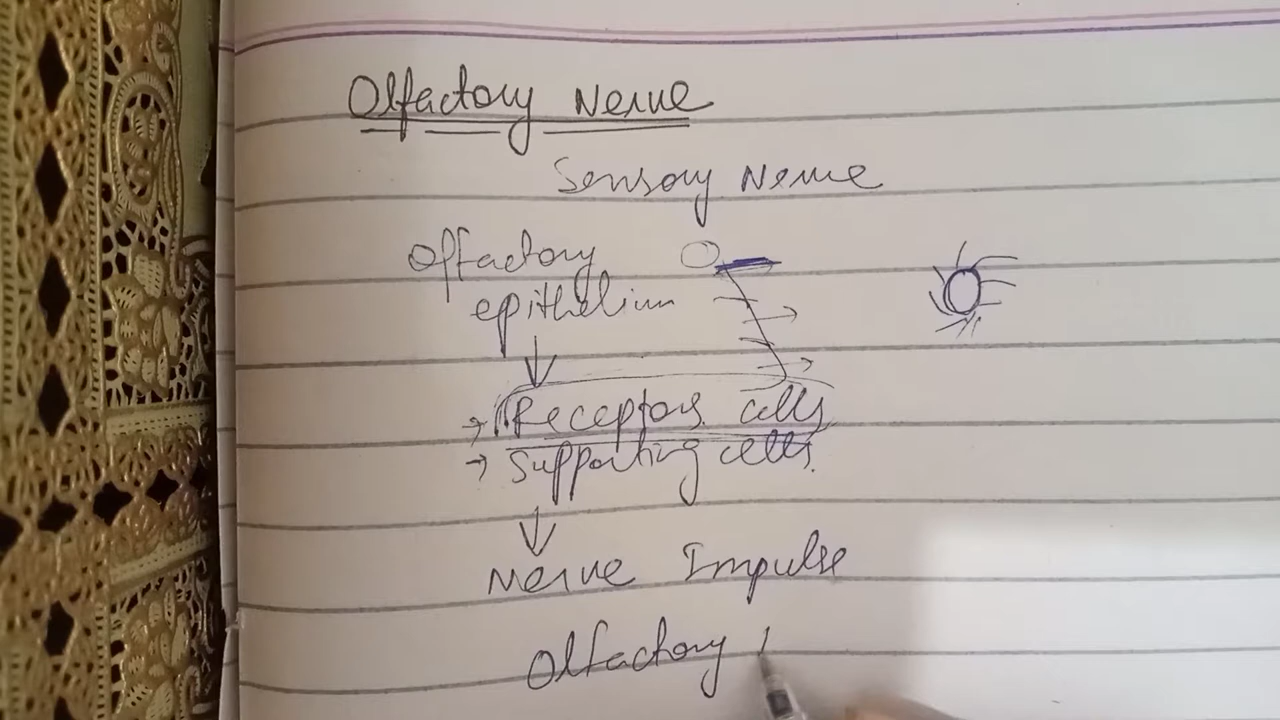 Olfactory Nerve
Sensory Nerve
Olfactory
epithelium
→ Receptors cells
→ Supporting cells.
Nerve Impulse
Olfactory